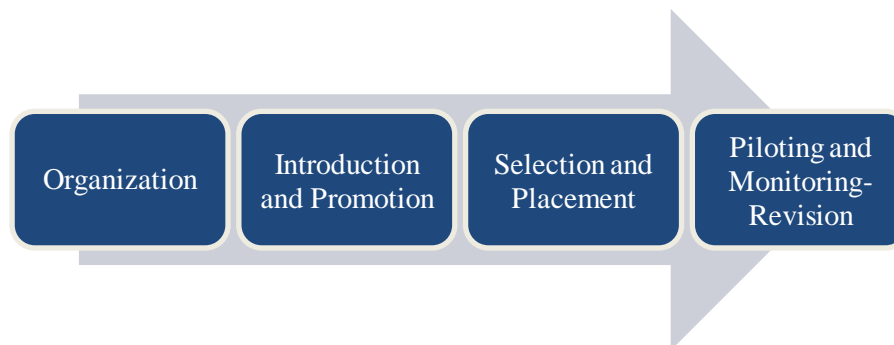 Organization
Introduction
and Promotion
Selection and
Placement
Piloting and
Monitoring-
Revision